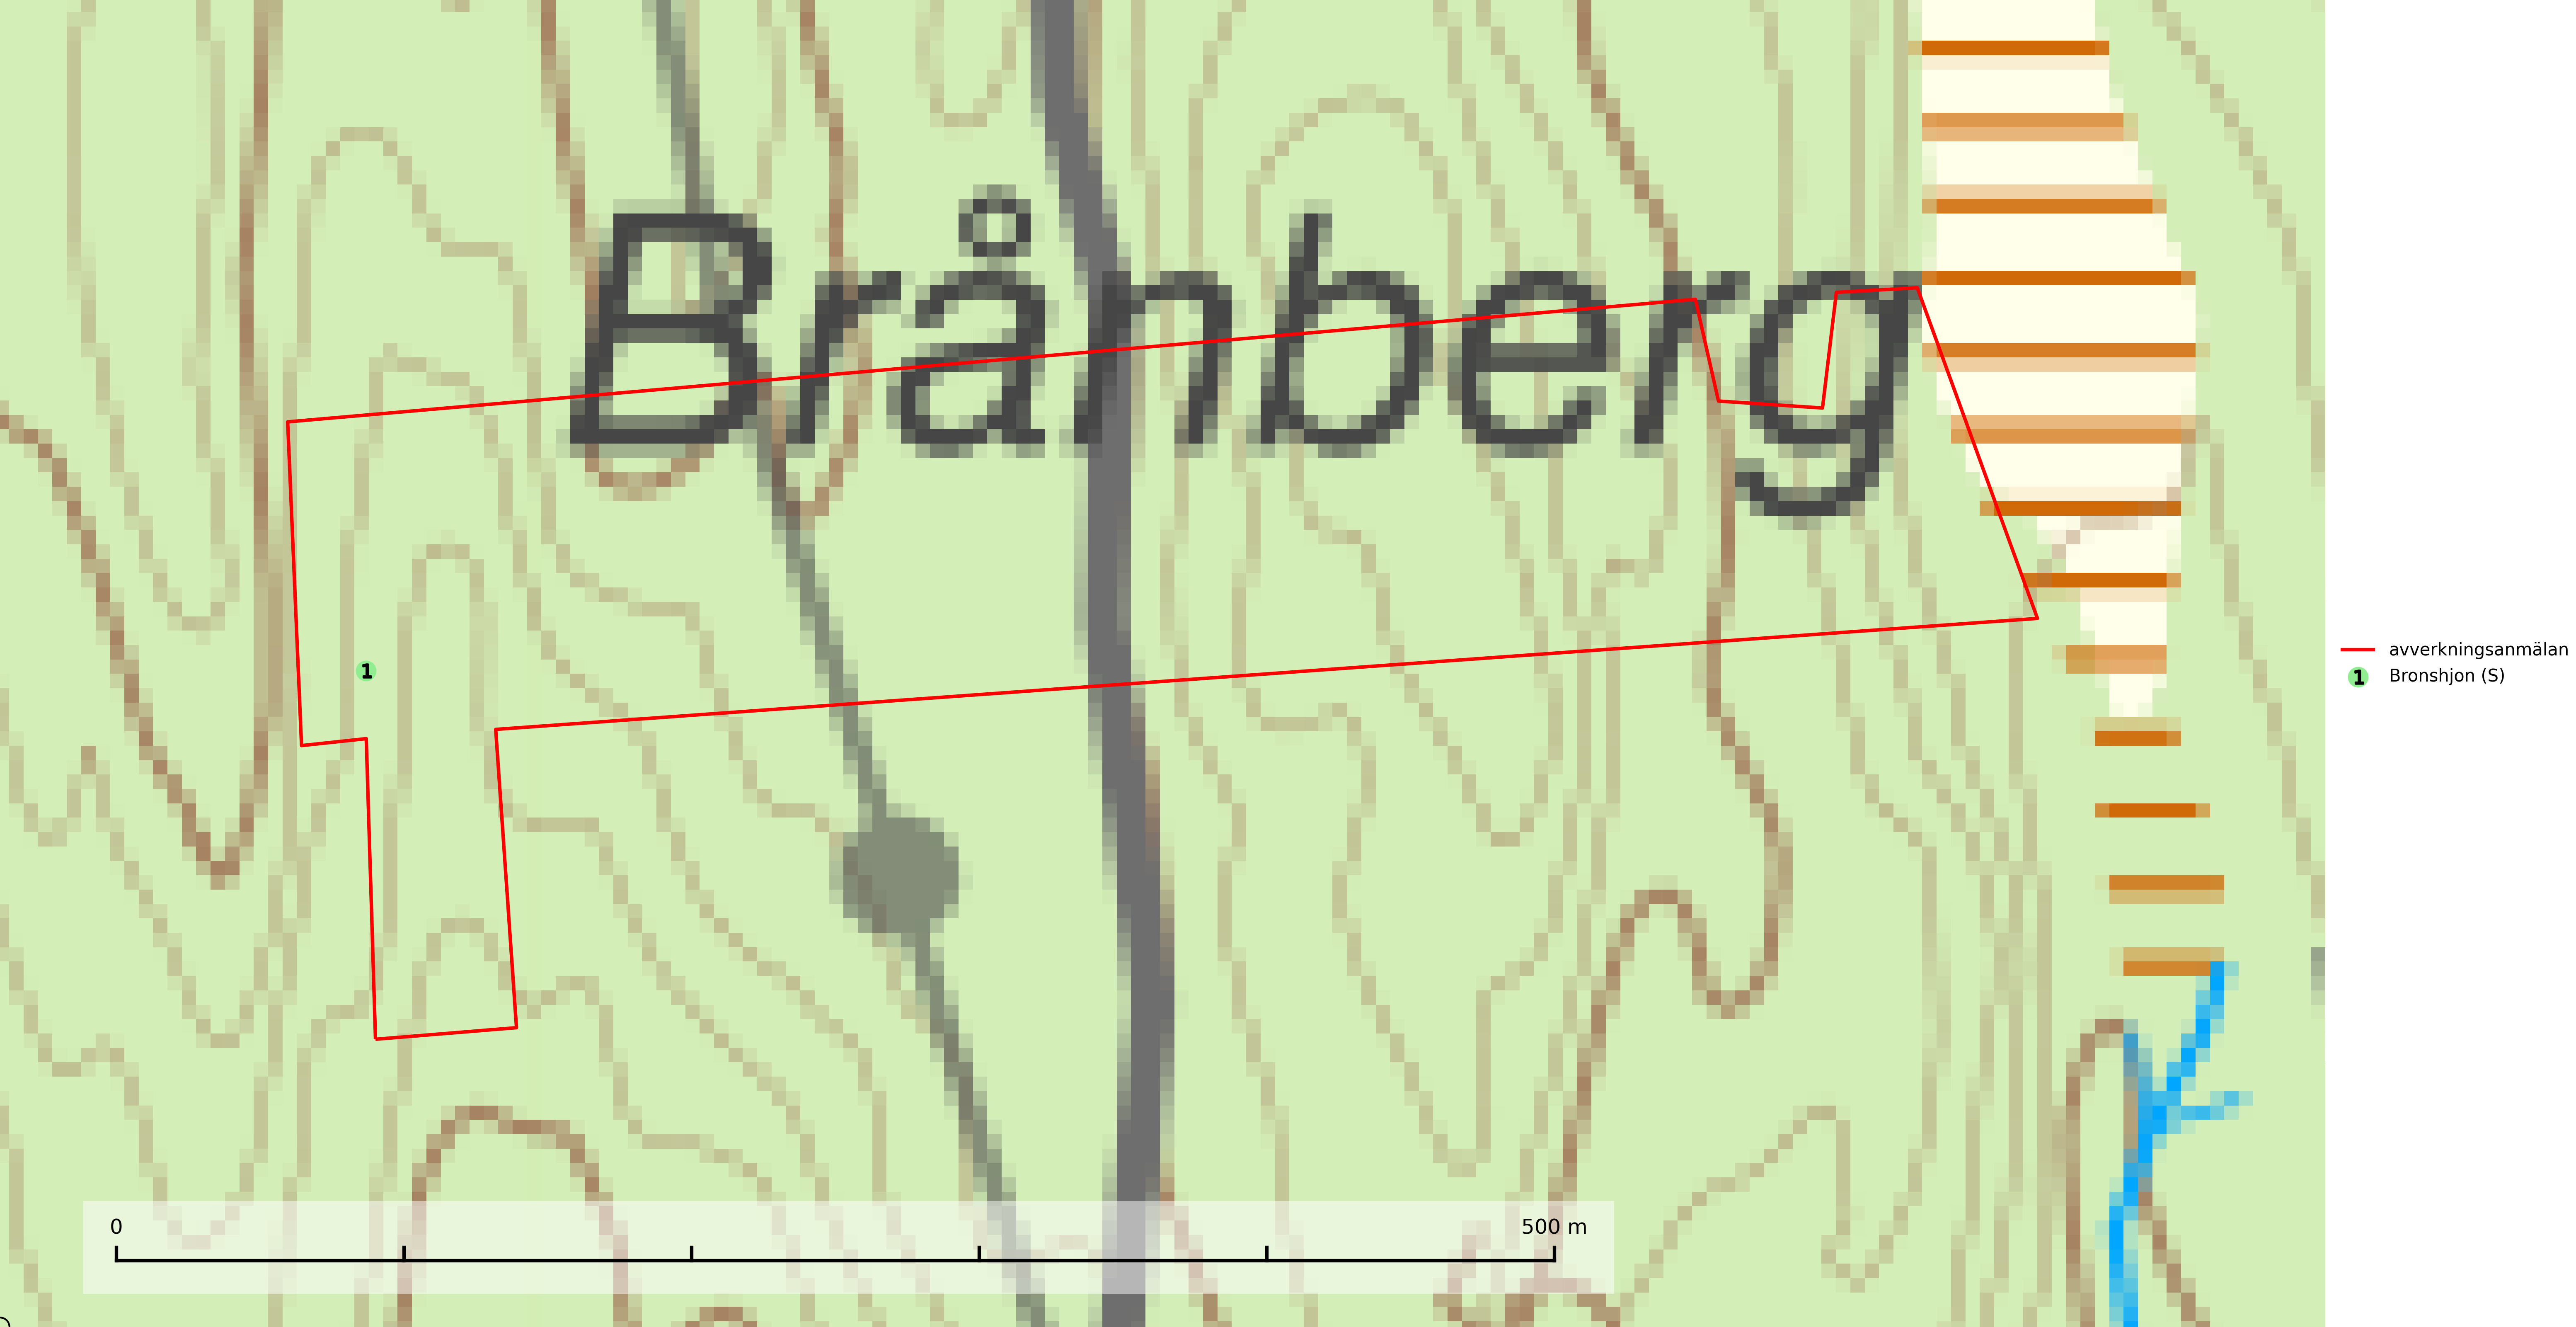 Brånberg
1
0
500 m
avverkningsanmälan
1 Bronshjon (S)